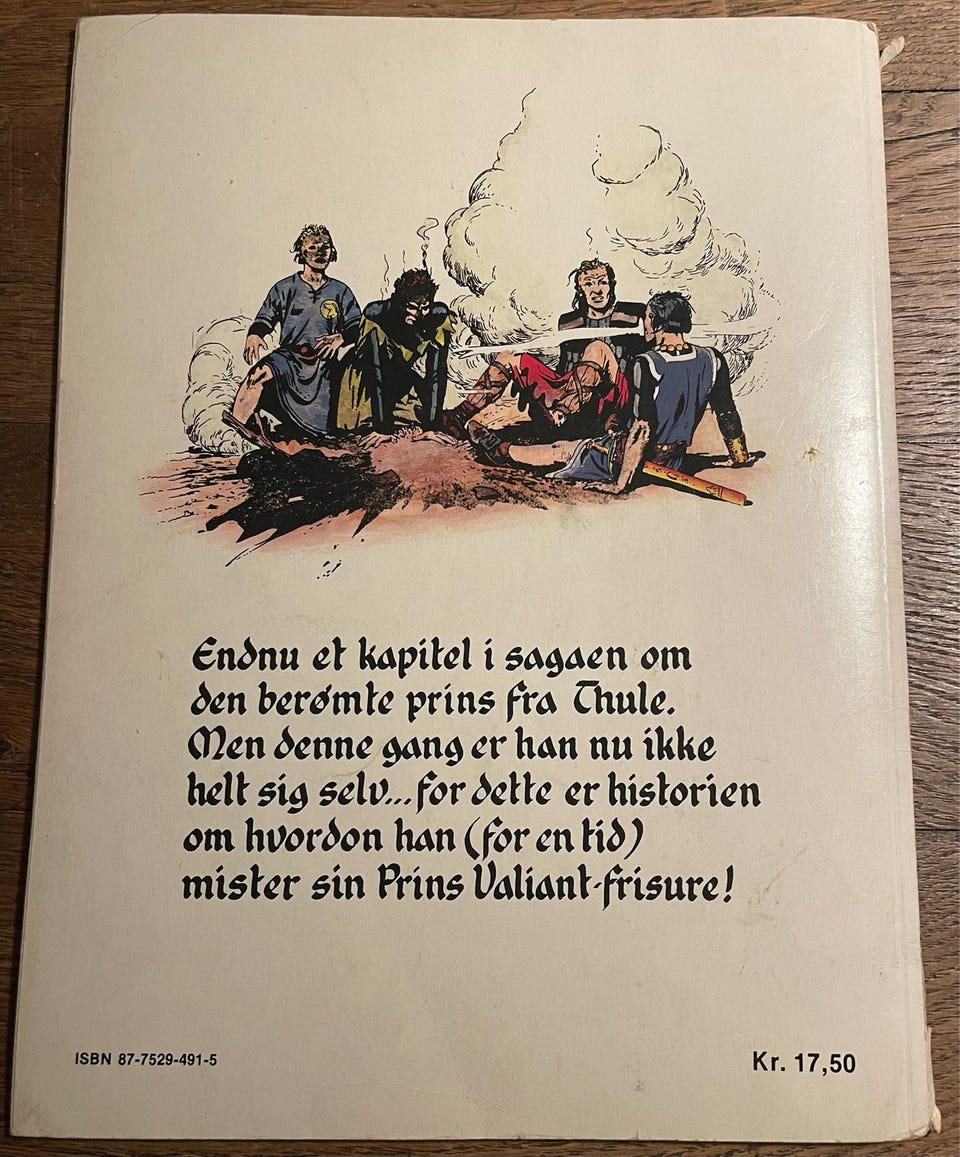 Endnu et kapitel i sagaen om
den berømte prins fra Thule.
Men denne gang er han nu ikke
helt sig selv...for dette er historien
om hvordon han (for en tid)
mister sin Prins Valiant-frisure!
ISBN 87-7529-491-5
Kr. 17,50